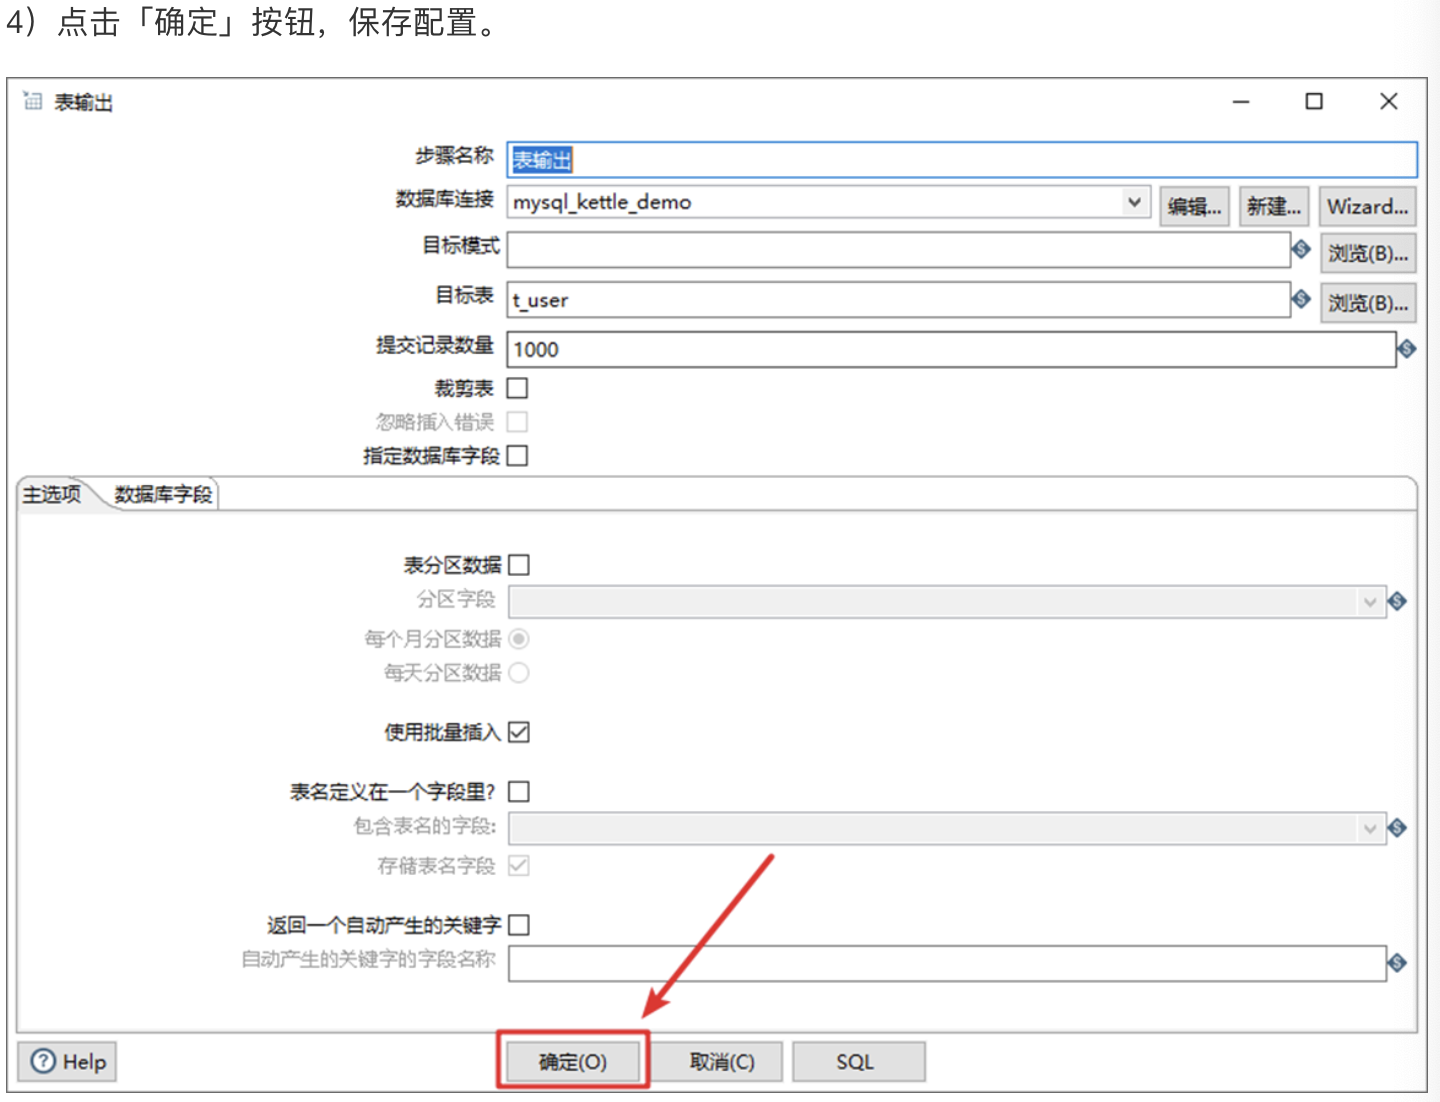 4）点击「确定」按钮，保存配置。
表输出
步骤名称 表输出
数据库连接 mysql_kettle_demo 编辑... 新建... Wizard...
目标模式 浏览(B)...
目标表 t_user 浏览(B)...
提交记录数量 1000
裁剪表
忽略插入错误
指定数据库字段
主选项 数据库字段
表分区数据
分区字段
每个月分区数据
每天分区数据
使用批量插入
表名定义在一个字段里?
包含表名的字段:
存储表名字段
返回一个自动产生的关键字
自动产生的关键字的字段名称
Help 确定(O) 取消(C) SQL